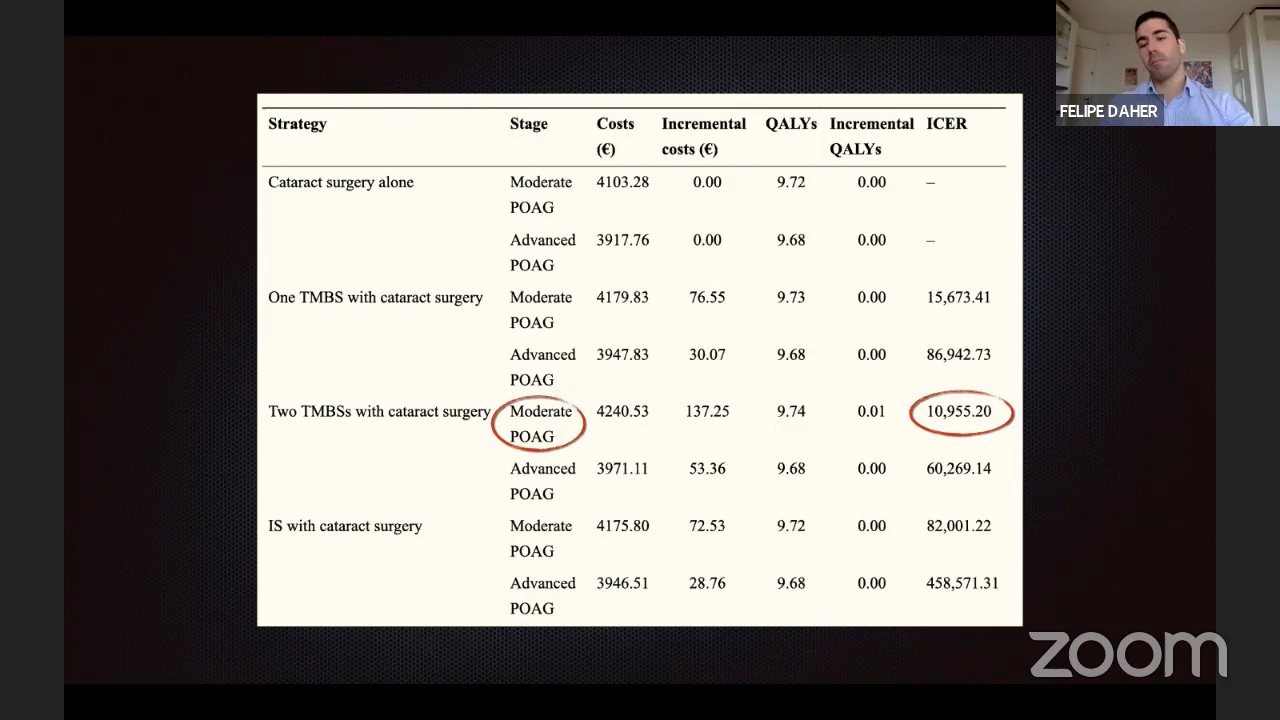 FELIPE DAHER
Strategy Stage Costs Incremental QALYs Incremental ICER
(€) costs (€) QALYs
Cataract surgery alone Moderate 4103.28 0.00 9.72 0.00 –
POAG
Advanced 3917.76 0.00 9.68 0.00 –
POAG
One TMBS with cataract surgery Moderate 4179.83 76.55 9.73 0.00 15,673.41
POAG
Advanced 3947.83 30.07 9.68 0.00 86,942.73
POAG
Two TMBSs with cataract surgery Moderate 4240.53 137.25 9.74 0.01 10,955.20
POAG
Advanced 3971.11 53.36 9.68 0.00 60,269.14
POAG
IS with cataract surgery Moderate 4175.80 72.53 9.72 0.00 82,001.22
POAG
Advanced 3946.51 28.76 9.68 0.00 458,571.31
POAG
zoom